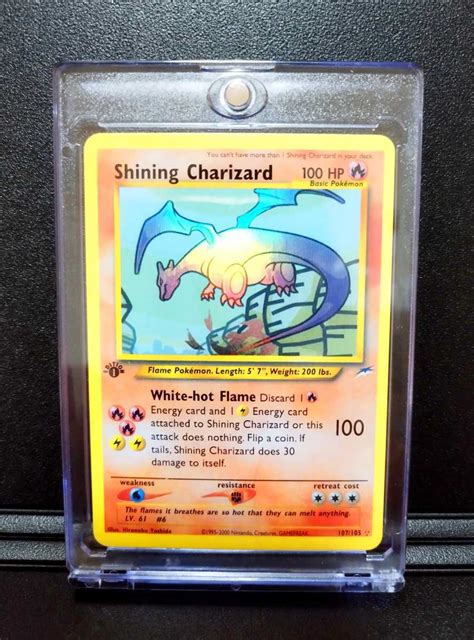 You can't have more than 1 Shining Charizard in your deck.
Shining Charizard 100 HP
Basic Pokémon
EDITION
1
Flame Pokémon. Length: 5' 7", Weight: 200 lbs.
White-hot Flame Discard 1
Energy card and 1 Energy card
attached to Shining Charizard or this
attack does nothing. Flip a coin. If
tails, Shining Charizard does 30
damage to itself.
100
weakness resistance retreat cost
The flames it breathes are so hot that they can melt anything.
LV. 61 #6
Illus. Hironobu Yoshida
©1995-2000 Nintendo, Creatures, GAMEFREAK.
107/105